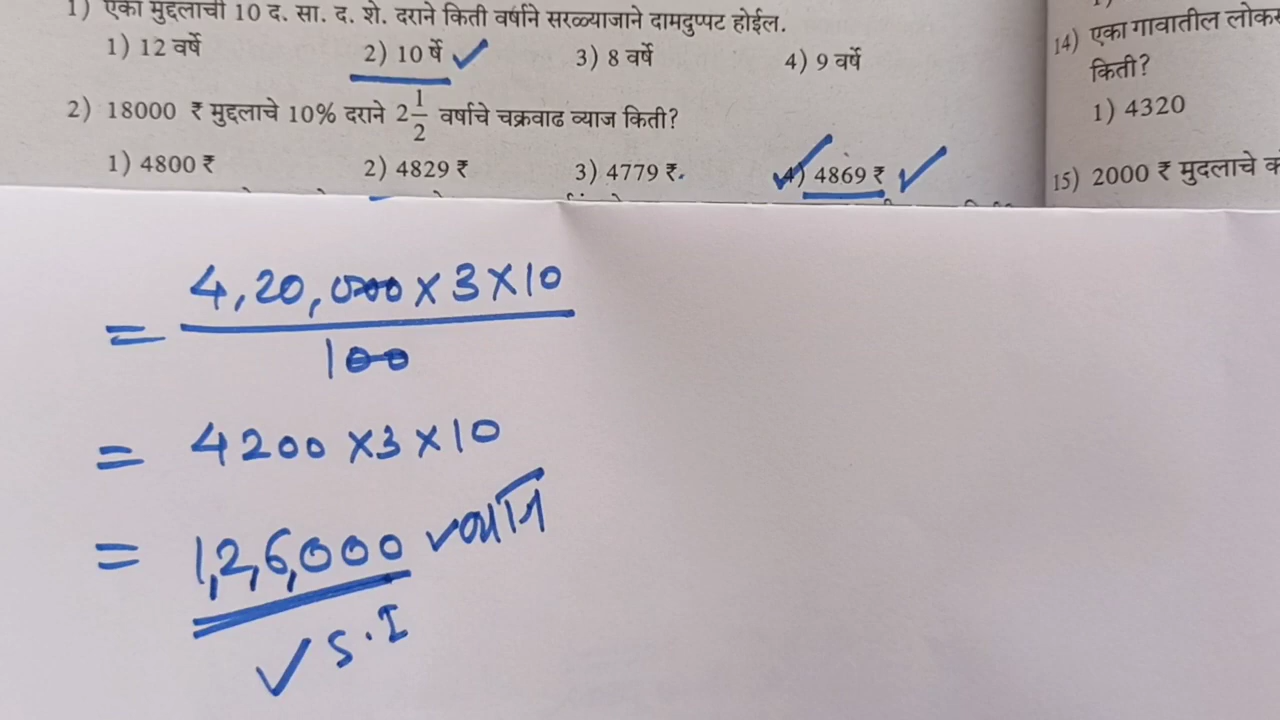 1) एका मुद्दलाची 10 द. सा. द. शे. दराने किती वर्षाने सरळ्याजाने दामदुप्पट होईल.
1) 12 वर्षे 2) 10 र्षे 3) 8 वर्षे 4) 9 वर्षे
2) 18000 ₹ मुद्दलाचे 10% दराने 2 1/2 वर्षाचे चक्रवाढ व्याज किती?
1) 4800 ₹ 2) 4829 ₹ 3) 4779 ₹. 4) 4869 ₹
14) एका गावातील
किती?
1) 4320
15) 2000 ₹ मुदलाचे
= 4,20,000 × 3 × 10 / 100
= 4200 × 3 × 10
= 1,26,000
S.I